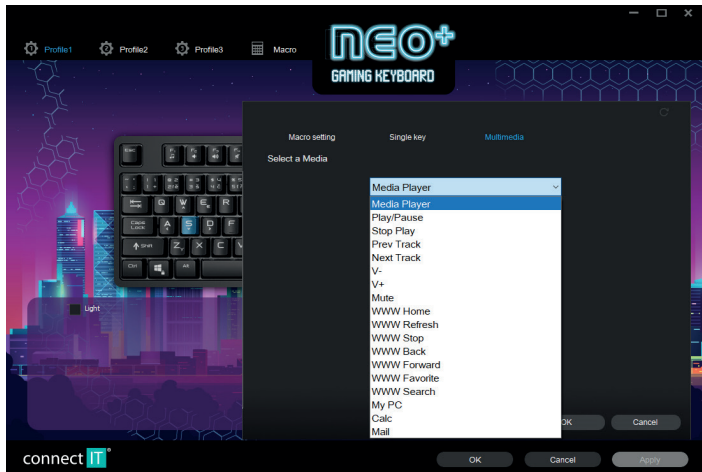 Profile1 Profile2 Profile3 Macro
NEO+
GAMING KEYBOARD
Macro setting Single key Multimedia
Select a Media
Media Player
Media Player
Play/Pause
Stop Play
Prev Track
Next Track
V-
V+
Mute
WWW Home
WWW Refresh
WWW Stop
WWW Back
WWW Forward
WWW Favorite
WWW Search
My PC
Calc
Mail
Esc
Q W E R
Caps Lock A S D F
Shift Z X C V
Ctrl Alt
Light
OK Cancel
connect IT®
OK Cancel Apply